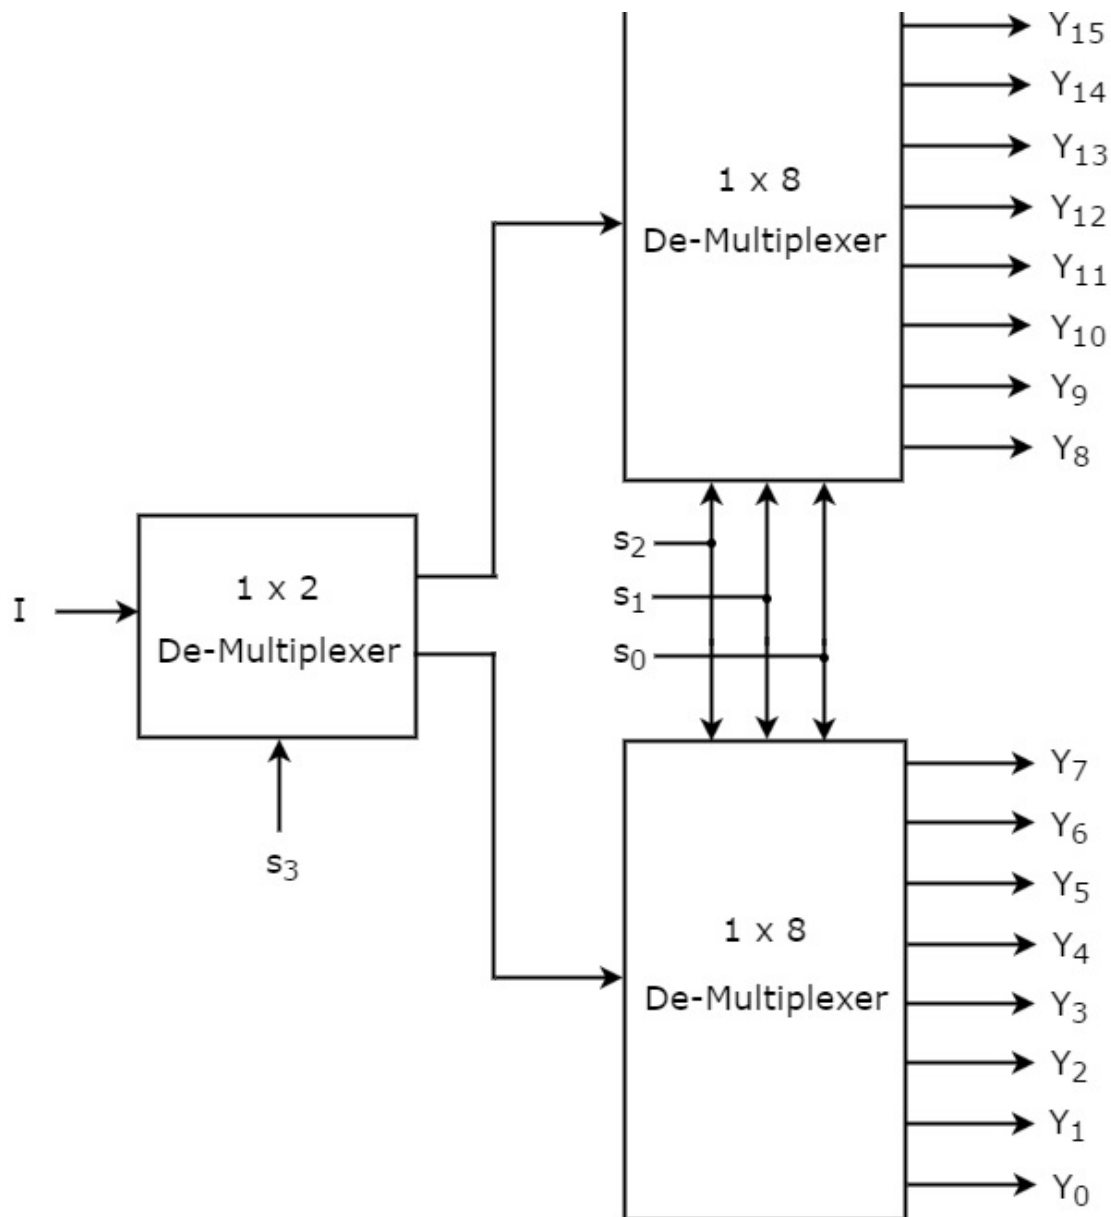 Y15
Y14
Y13
1 x 8
Y12
De-Multiplexer
Y11
Y10
Y9
Y8
s2
1 x 2
s1
I
De-Multiplexer
s0
Y7
Y6
s3
Y5
1 x 8
Y4
De-Multiplexer
Y3
Y2
Y1
Y0